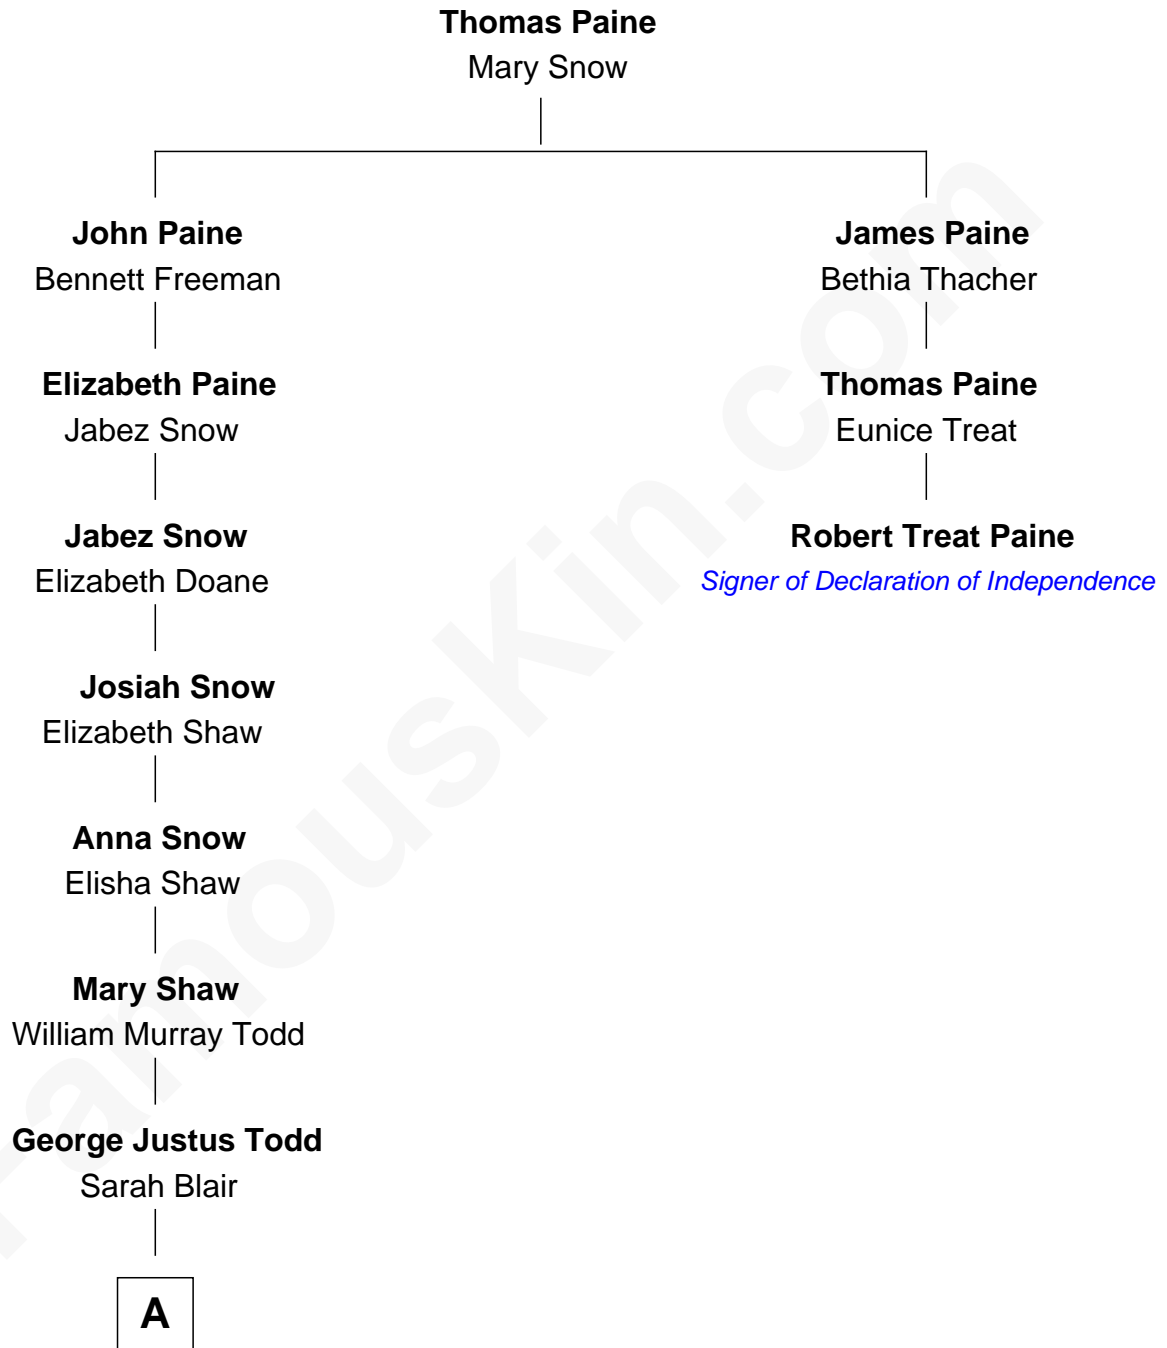 Thomas Paine
Mary Snow
John Paine
Bennett Freeman
James Paine
Bethia Thacher
Elizabeth Paine
Jabez Snow
Thomas Paine
Eunice Treat
Jabez Snow
Elizabeth Doane
Robert Treat Paine
Signer of Declaration of Independence
Josiah Snow
Elizabeth Shaw
Anna Snow
Elisha Shaw
Mary Shaw
William Murray Todd
George Justus Todd
Sarah Blair
A
FamousKin.com